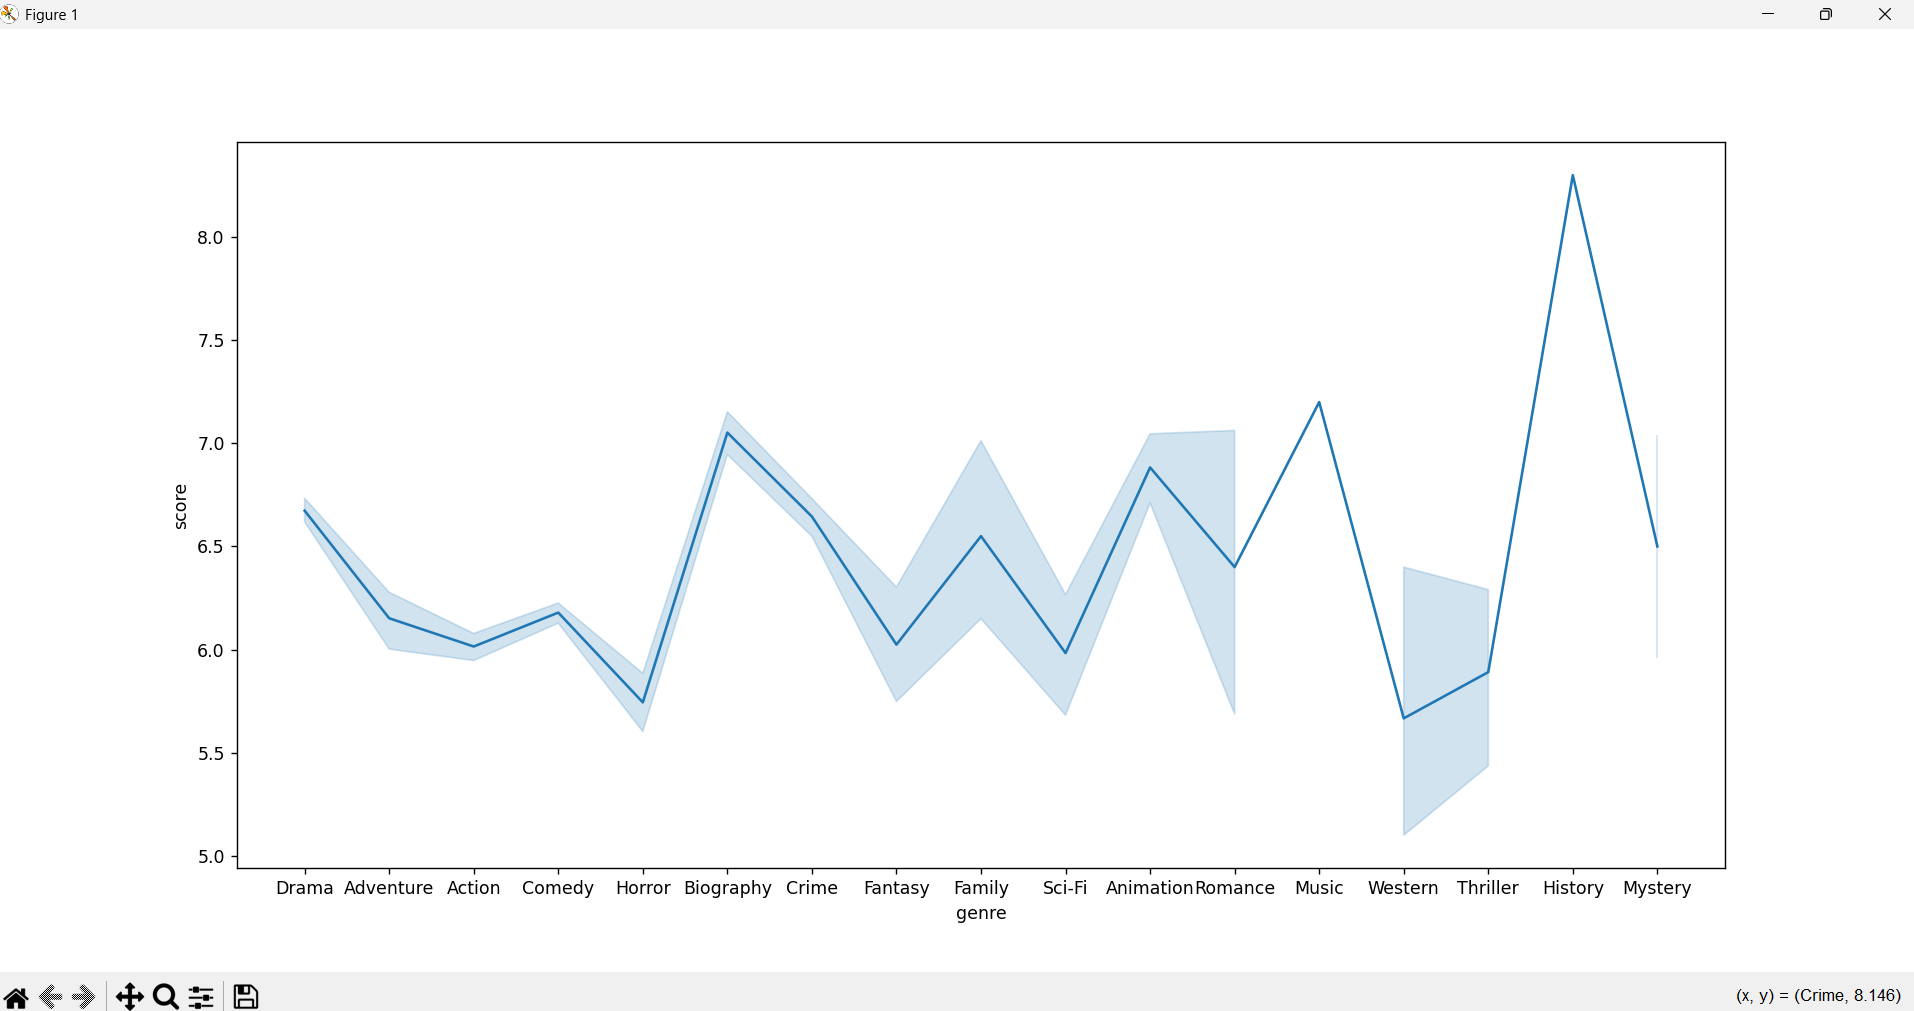 Figure 1
8.0
7.5
7.0
6.5
6.0
5.5
5.0
score
Drama Adventure Action Comedy Horror Biography Crime Fantasy Family Sci-Fi Animation Romance Music Western Thriller History Mystery
genre
(x, y) = (Crime, 8.146)